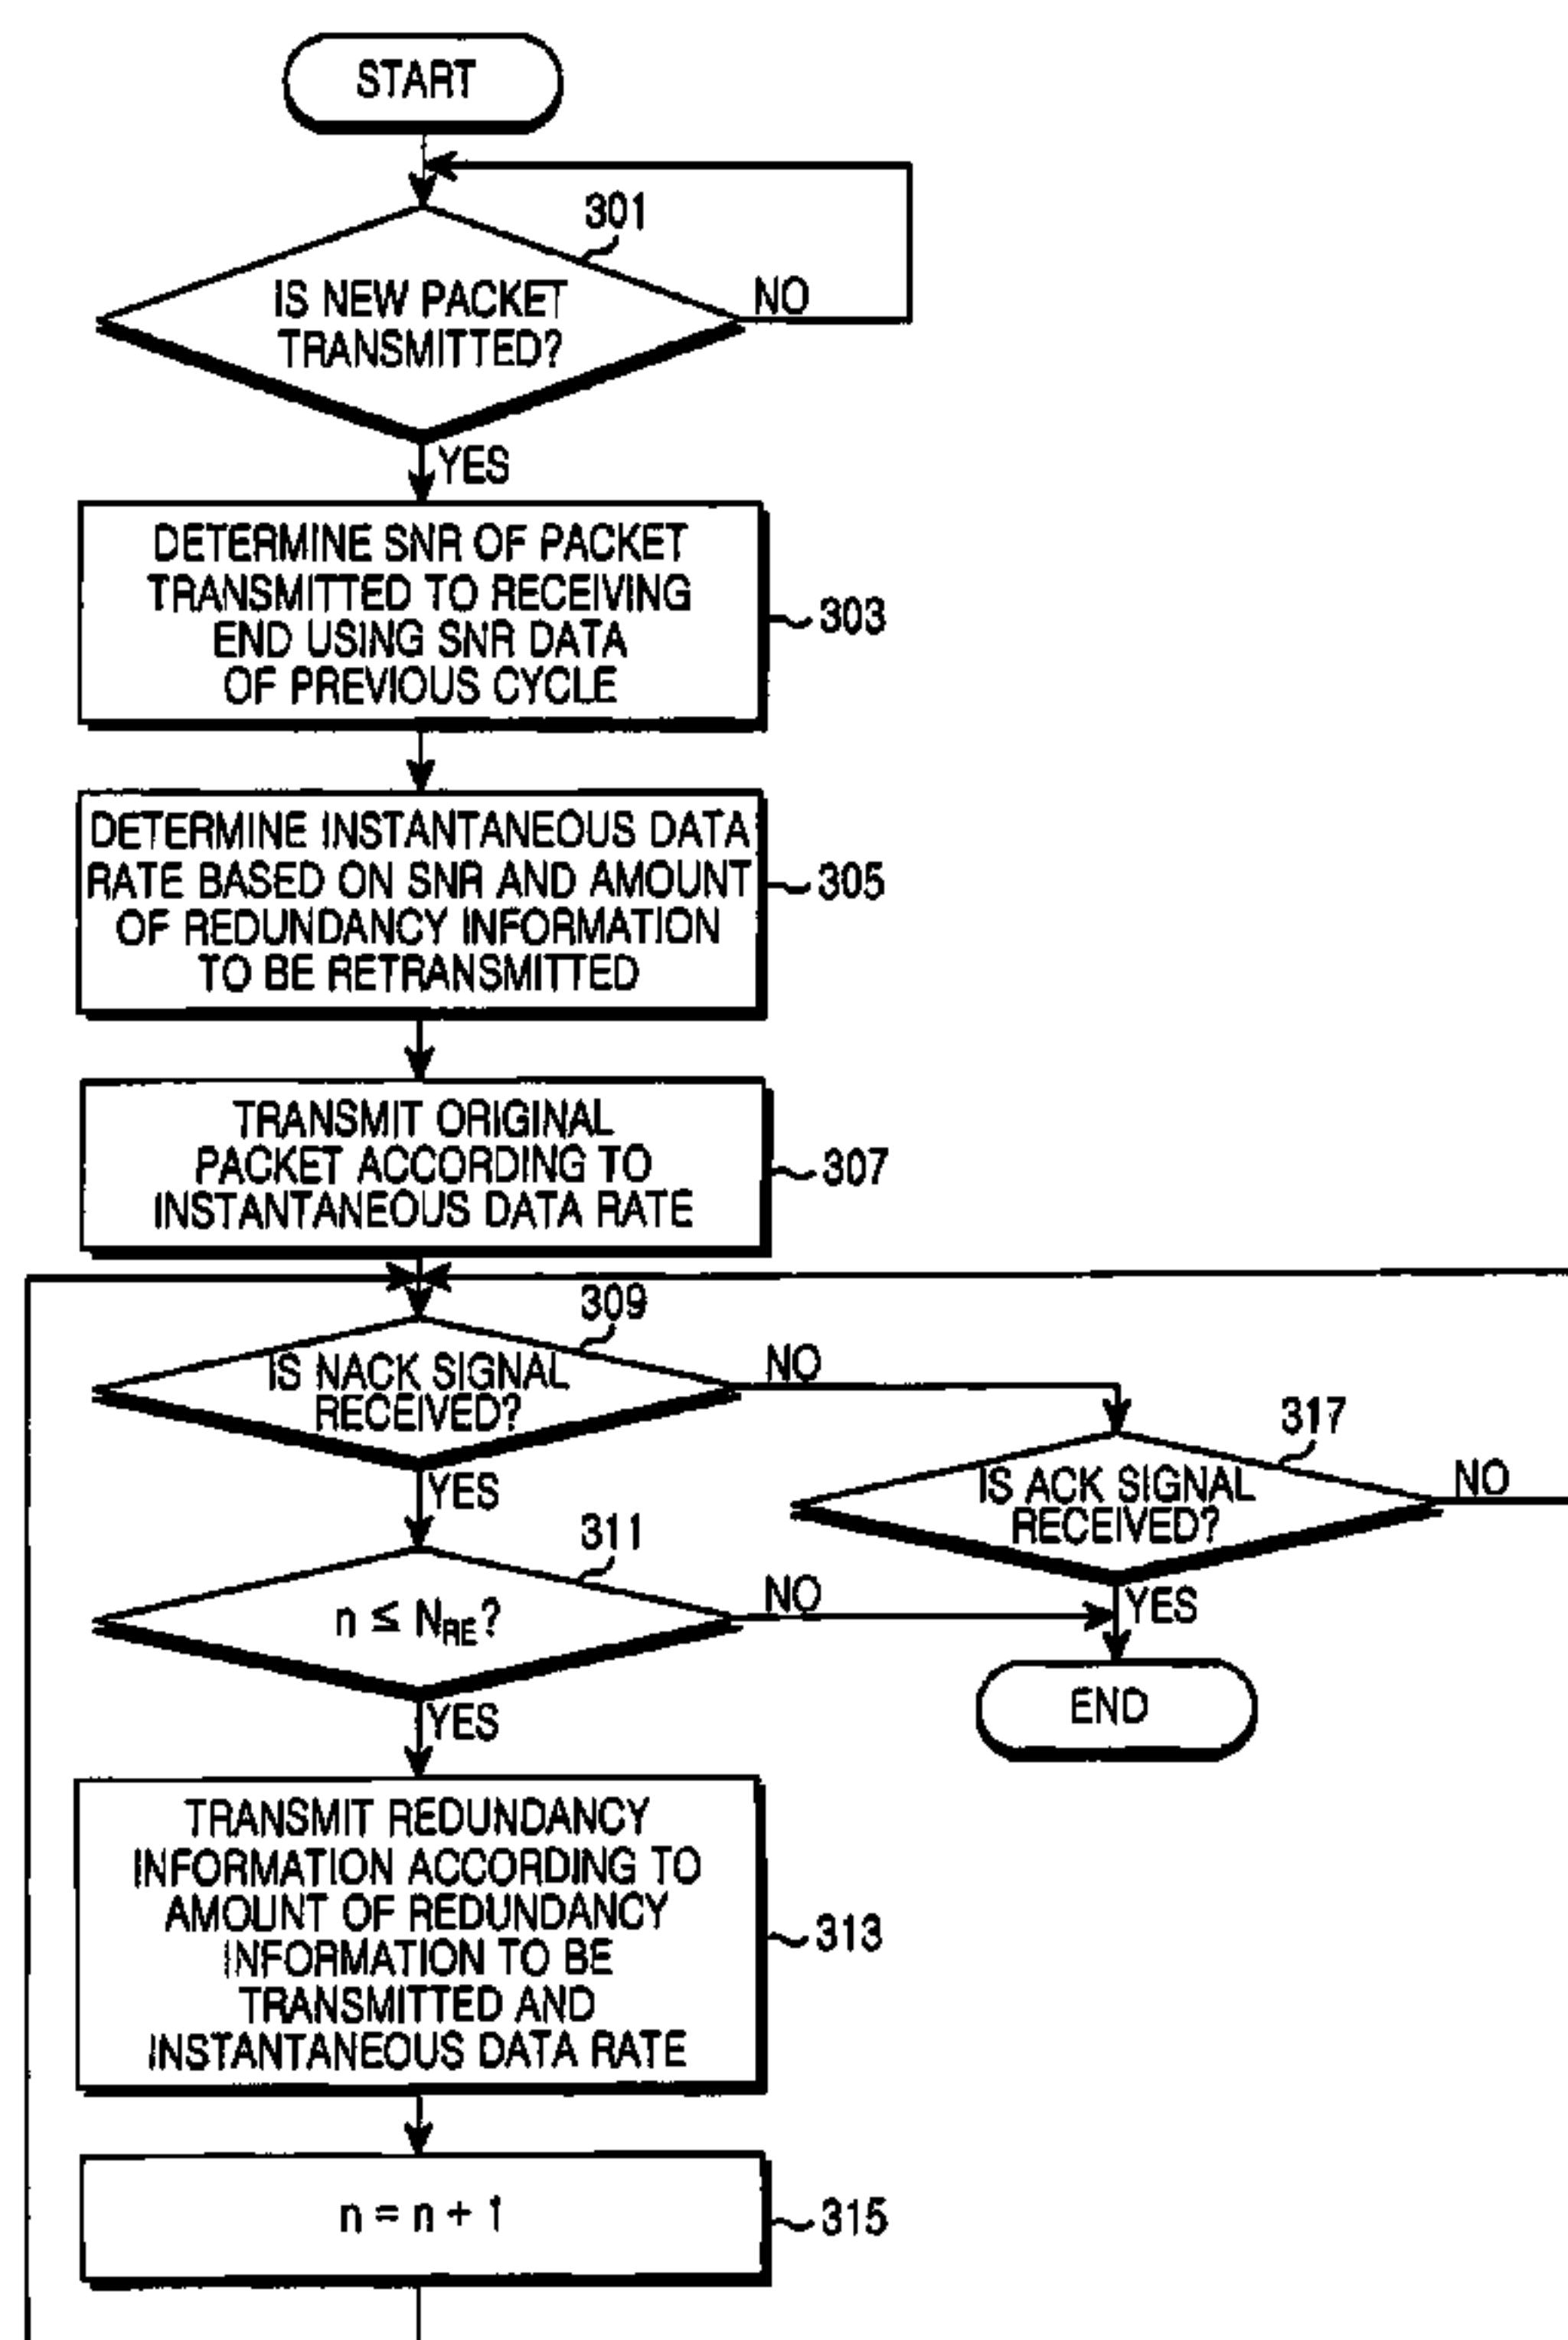 START
301
IS NEW PACKET
TRANSMITTED?
NO
YES
DETERMINE SNR OF PACKET
TRANSMITTED TO RECEIVING
END USING SNR DATA
OF PREVIOUS CYCLE
303
DETERMINE INSTANTANEOUS DATA
RATE BASED ON SNR AND AMOUNT
OF REDUNDANCY INFORMATION
TO BE RETRANSMITTED
305
TRANSMIT ORIGINAL
PACKET ACCORDING TO
INSTANTANEOUS DATA RATE
307
309
IS NACK SIGNAL
RECEIVED?
NO
YES
317
IS ACK SIGNAL
RECEIVED?
NO
YES
311
n ≤ NRE?
NO
YES
END
TRANSMIT REDUNDANCY
INFORMATION ACCORDING TO
AMOUNT OF REDUNDANCY
INFORMATION TO BE
TRANSMITTED AND
INSTANTANEOUS DATA RATE
313
n = n + 1
315